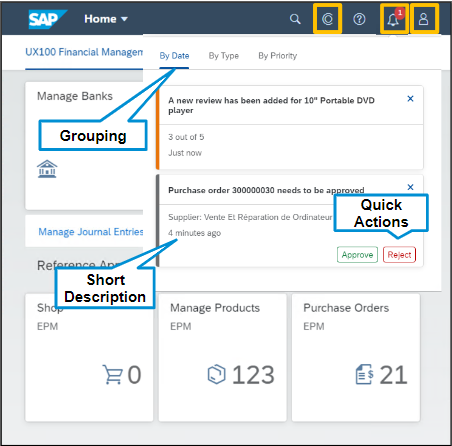 SAP Home
1
UX100 Financial Managem
By Date By Type By Priority
Manage Banks
A new review has been added for 10" Portable DVD
player
3 out of 5
Just now
Grouping
Purchase order 300000030 needs to be approved
Supplier: Vente Et Réparation de Ordinateur
4 minutes ago
Quick
Actions
Approve Reject
Manage Journal Entries
Short
Description
Reference Ap
Shop
EPM
0
Manage Products
EPM
123
Purchase Orders
EPM
$ 21